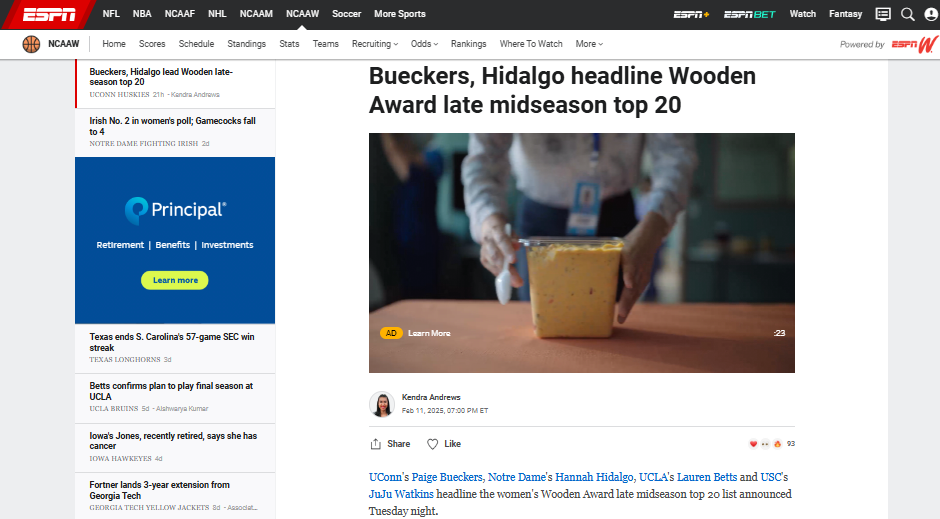 ESPN NFL NBA NCAAF NHL NCAAM NCAAW Soccer More Sports ESPN+ ESPN BET Watch Fantasy
NCAAW Home Scores Schedule Standings Stats Teams Recruiting Odds Rankings Where To Watch More Powered by ESPN W
Bueckers, Hidalgo lead Wooden late-
season top 20
UCONN HUSKIES 21h - Kendra Andrews
Irish No. 2 in women's poll; Gamecocks fall
to 4
NOTRE DAME FIGHTING IRISH 2d
Principal®
Retirement | Benefits | Investments
Learn more
Texas ends S. Carolina's 57-game SEC win
streak
TEXAS LONGHORNS 3d
Betts confirms plan to play final season at
UCLA
UCLA BRUINS 5d - Aishwarya Kumar
Iowa's Jones, recently retired, says she has
cancer
IOWA HAWKEYES 4d
Fortner lands 3-year extension from
Georgia Tech
GEORGIA TECH YELLOW JACKETS 8d - Associat...
Bueckers, Hidalgo headline Wooden
Award late midseason top 20
AD Learn More :23
Kendra Andrews
Feb 11, 2025, 07:00 PM ET
Share Like 93
UConn's Paige Bueckers, Notre Dame's Hannah Hidalgo, UCLA's Lauren Betts and USC's
JuJu Watkins headline the women's Wooden Award late midseason top 20 list announced
Tuesday night.